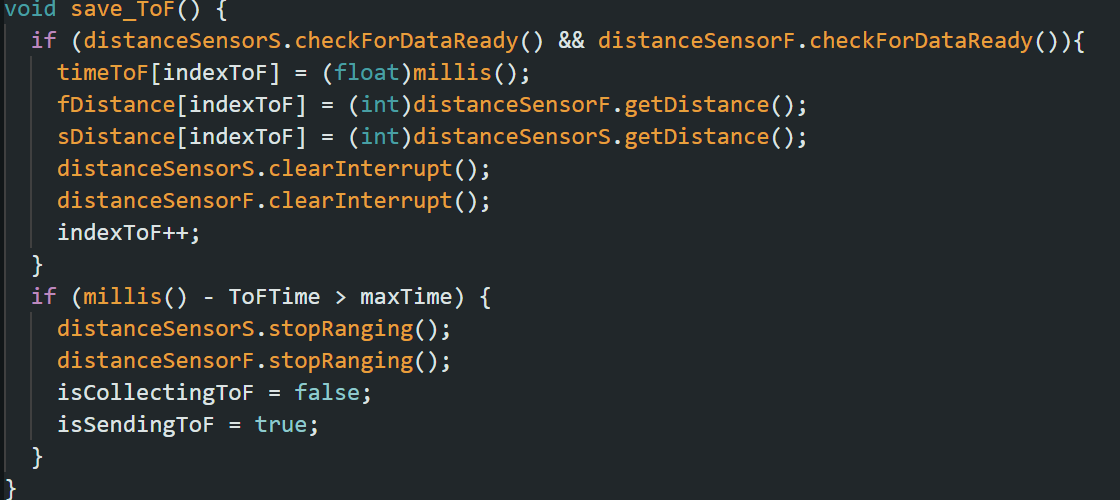 void save_ToF() {
  if (distanceSensorS.checkForDataReady() && distanceSensorF.checkForDataReady()){
    timeToF[indexToF] = (float)millis();
    fDistance[indexToF] = (int)distanceSensorF.getDistance();
    sDistance[indexToF] = (int)distanceSensorS.getDistance();
    distanceSensorS.clearInterrupt();
    distanceSensorF.clearInterrupt();
    indexToF++;
  }
  if (millis() - ToFTime > maxTime) {
    distanceSensorS.stopRanging();
    distanceSensorF.stopRanging();
    isCollectingToF = false;
    isSendingToF = true;
  }
}